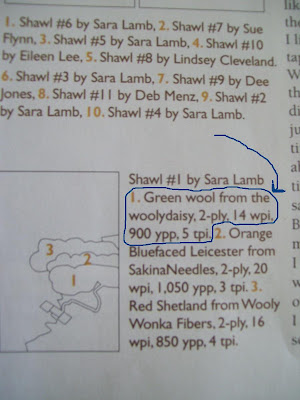 1. Shawl #6 by Sara Lamb, 2. Shawl #7 by Sue
Flynn, 3. Shawl #5 by Sara Lamb, 4. Shawl #10
by Eileen Lee, 5. Shawl #8 by Lindsey Cleveland.
6. Shawl #3 by Sara Lamb, 7. Shawl #9 by Dee
Jones, 8. Shawl #11 by Deb Menz, 9. Shawl #2
by Sara Lamb, 10. Shawl #4 by Sara Lamb.
Shawl #1 by Sara Lamb
1. Green wool from the
woolydaisy, 2-ply, 14 wpi,
900 ypp, 5 tpi. 2. Orange
Bluefaced Leicester from
SakinaNeedles, 2-ply, 20
wpi, 1,050 ypp, 3 tpi. 3.
Red Shetland from Wooly
Wonka Fibers, 2-ply, 16
wpi, 850 ypp, 4 tpi.
3
2
1